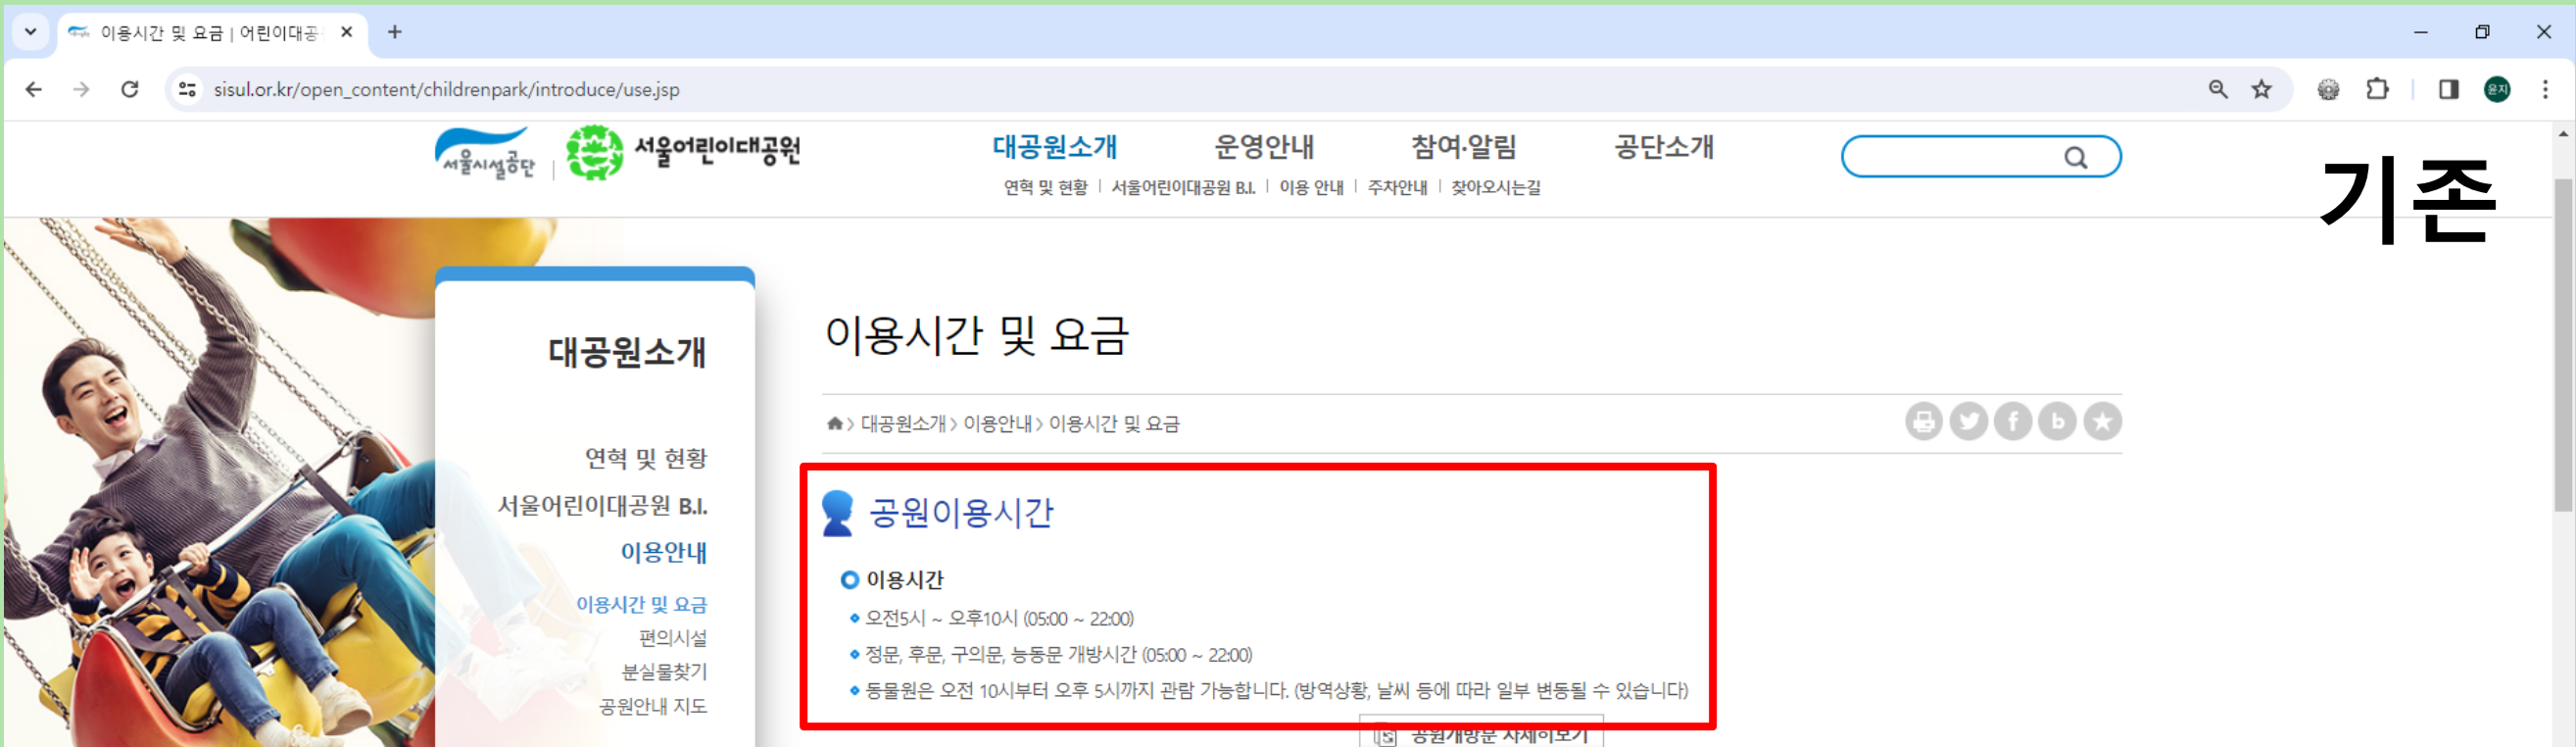 이용시간 및 요금 | 어린이대공
sisul.or.kr/open_content/childrenpark/introduce/use.jsp
윤지
서울시설공단 | 서울어린이대공원
대공원소개 운영안내 참여·알림 공단소개
연혁 및 현황 | 서울어린이대공원 B.I. | 이용 안내 | 주차안내 | 찾아오시는길
기존
대공원소개
연혁 및 현황
서울어린이대공원 B.I.
이용안내
이용시간 및 요금
편의시설
분실물찾기
공원안내 지도
이용시간 및 요금
> 대공원소개 > 이용안내 > 이용시간 및 요금
공원이용시간
이용시간
오전5시 ~ 오후10시 (05:00 ~ 22:00)
정문, 후문, 구의문, 능동문 개방시간 (05:00 ~ 22:00)
동물원은 오전 10시부터 오후 5시까지 관람 가능합니다. (방역상황, 날씨 등에 따라 일부 변동될 수 있습니다)
공원개방문 자세히보기